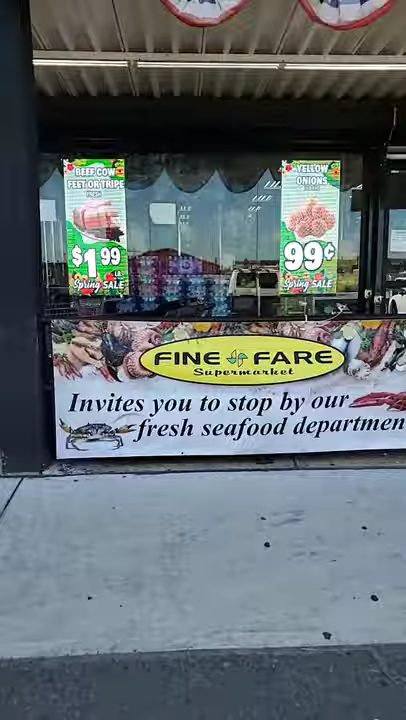 BEEF COW
FEET OR TRIPE
FRESH
$1.99
LB.
Spring SALE
YELLOW
ONIONS
99¢
Spring SALE
FINE FARE
Supermarket
Invites you to stop by our
fresh seafood departmen